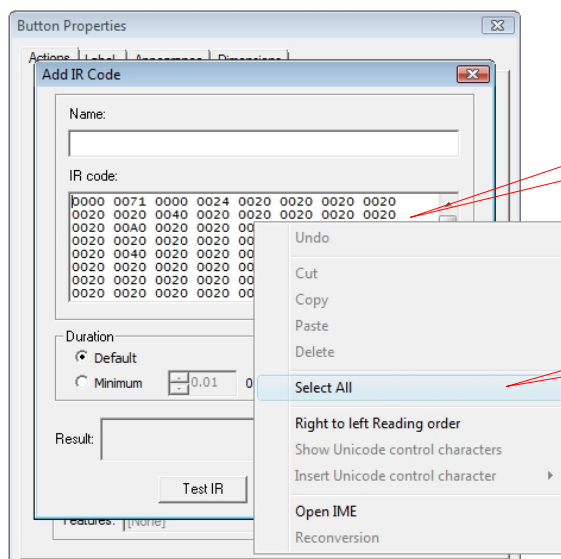 Button Properties
Actions Label Appearance Dimensions
Add IR Code
Name:
IR code:
0000 0071 0000 0024 0020 0020 0020 0020
0020 0020 0040 0020 0020 0020 0020 0020
0020 00A0 0020 0020 00
0020 0020 0020 0020 00
0020 0040 0020 0020 00
0020 0020 0020 0020 00
0020 0020 0020 0020 00
0020 0020 0020 0020 00
Undo
Cut
Copy
Paste
Delete
Duration
Default
Minimum 0.01 0
Select All
Result:
Right to left Reading order
Show Unicode control characters
Insert Unicode control character
Test IR
Open IME
Features: [None]
Reconversion